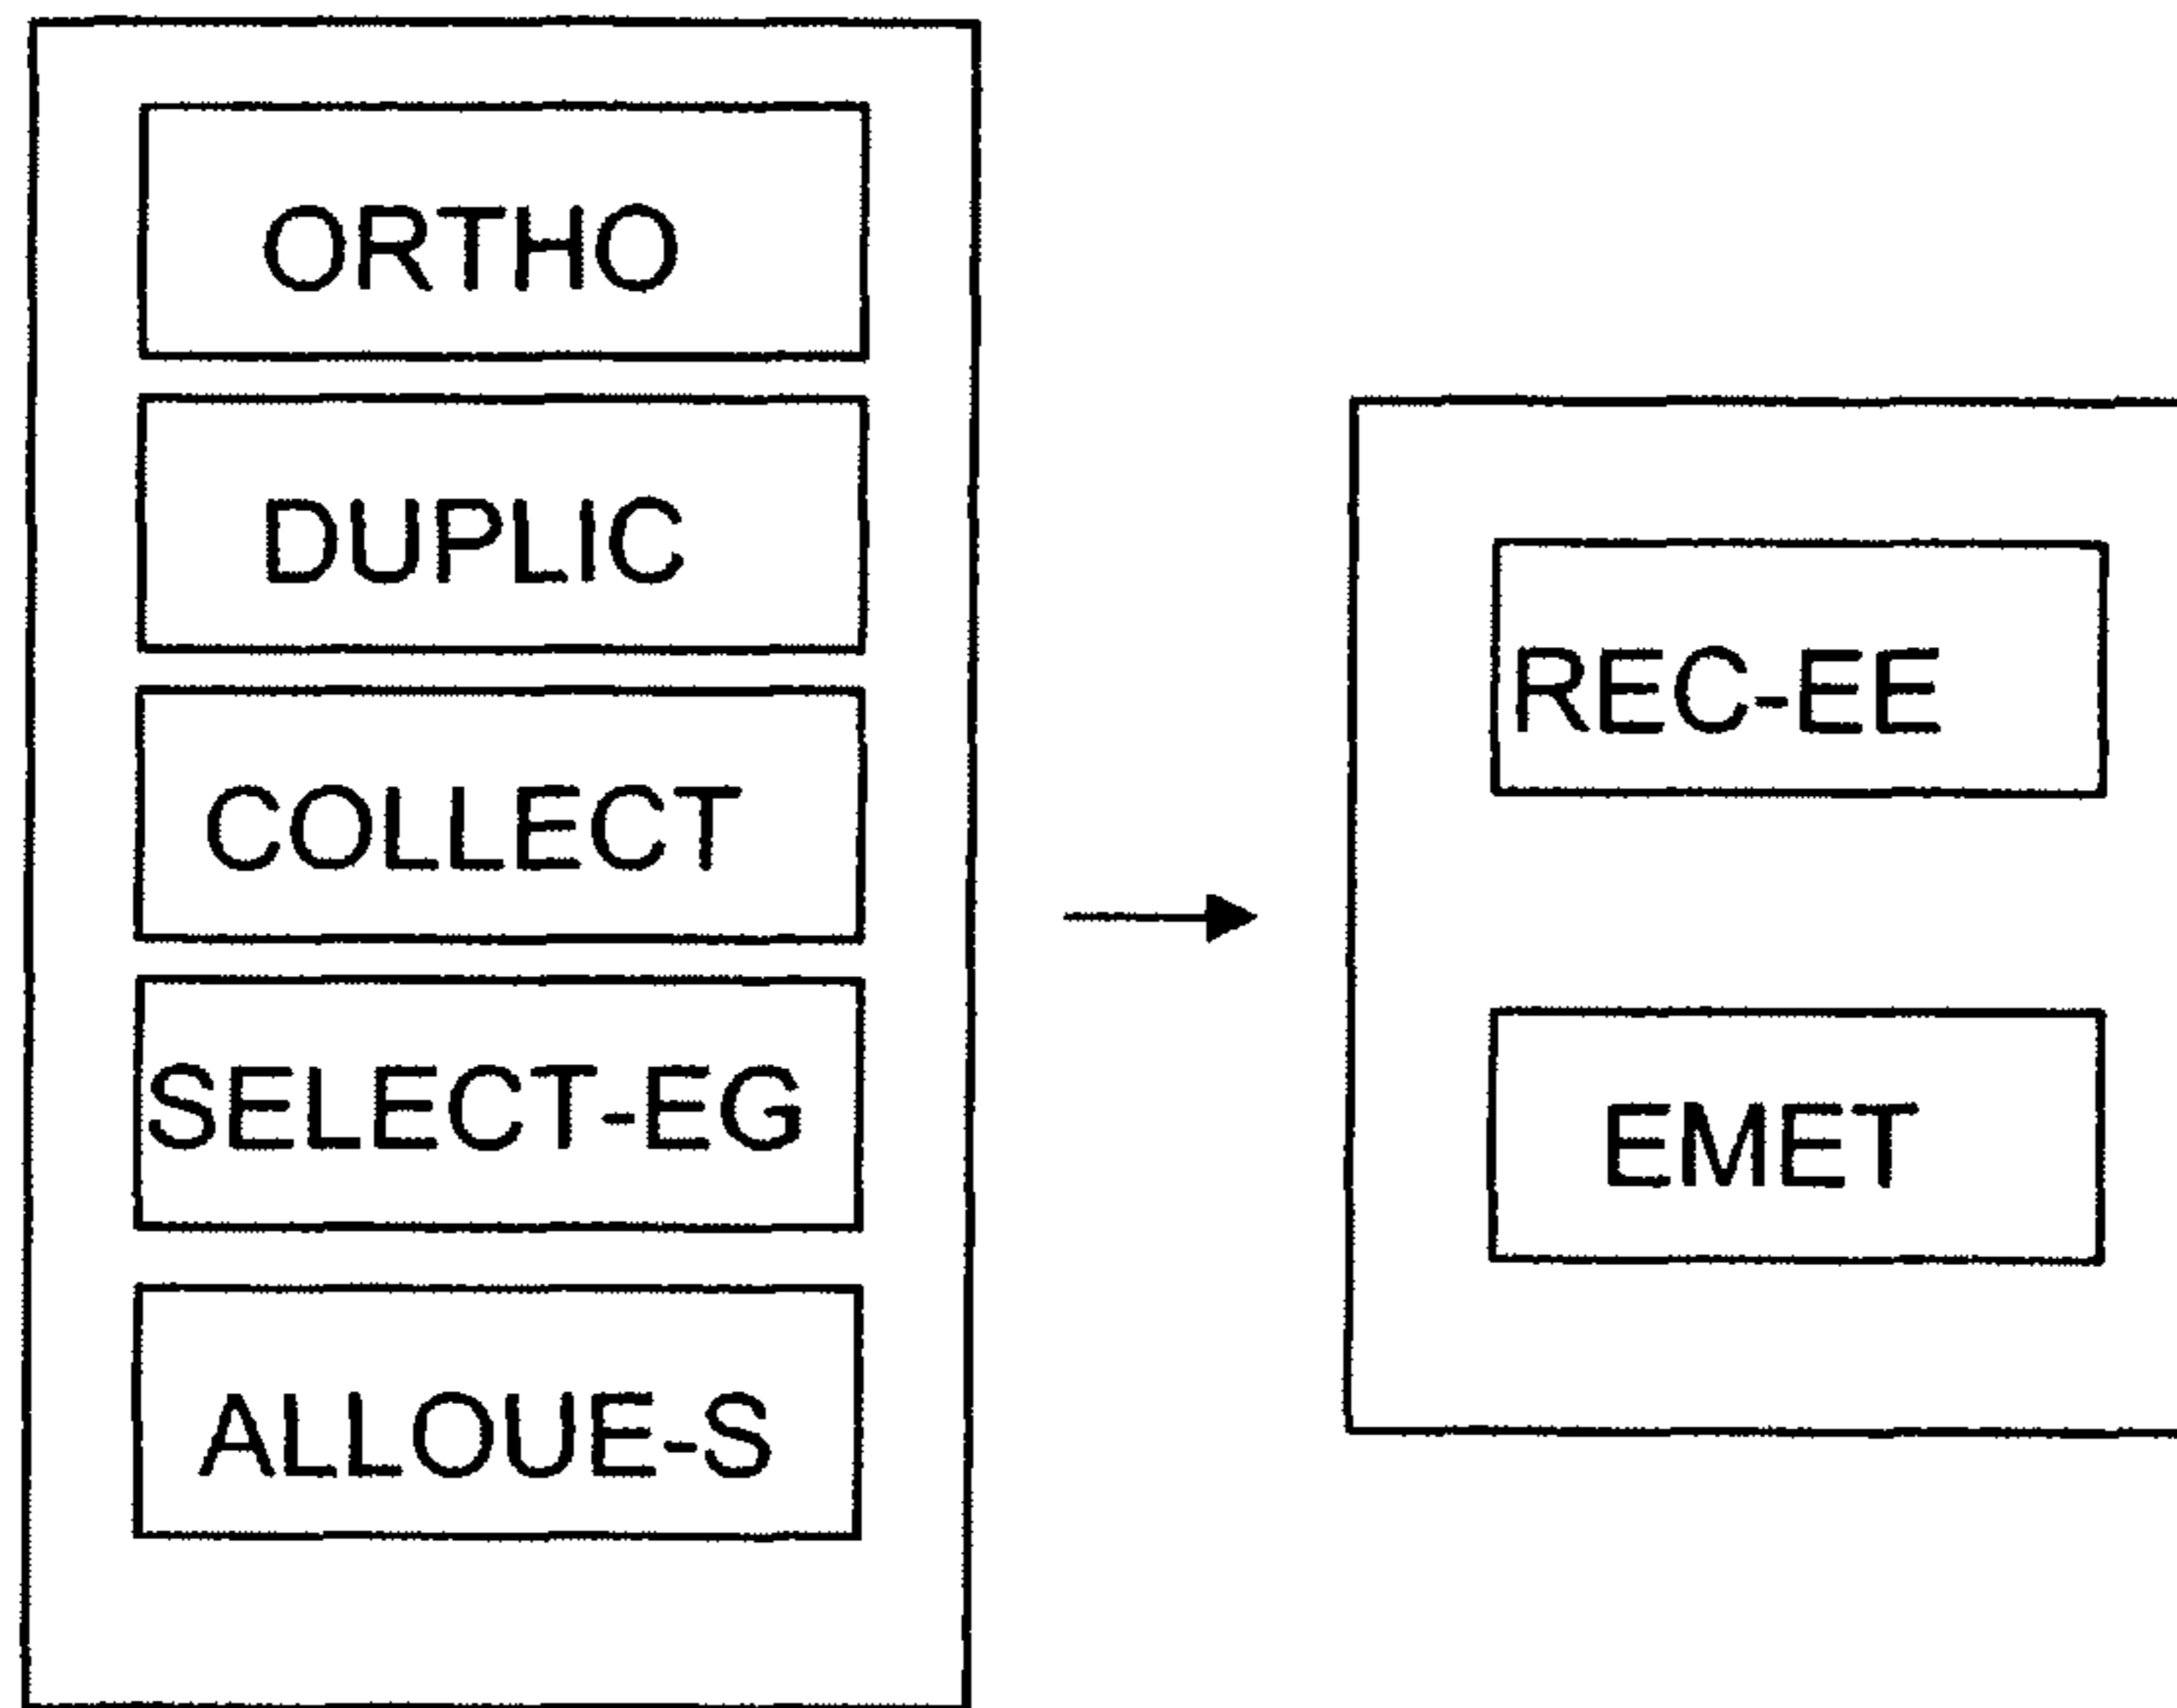 ORTHO
DUPLIC
COLLECT
SELECT-EG
ALLOUE-S
REC-EE
EMET